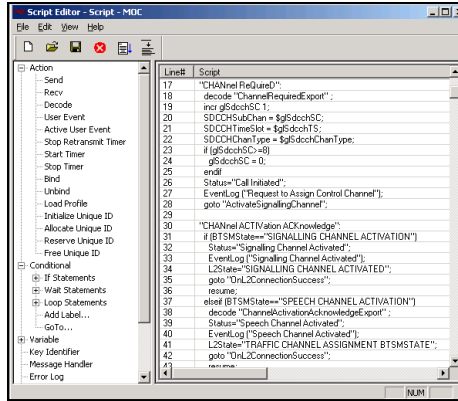 Script Editor - Script - MOC
File Edit View Help
Action
Send
Recv
Decode
User Event
Active User Event
Stop Retransmit Timer
Start Timer
Stop Timer
Bind
Unbind
Load Profile
Initialize Unique ID
Allocate Unique ID
Reserve Unique ID
Free Unique ID
Conditional
If Statements
Wait Statements
Loop Statements
Add Label...
GoTo...
Variable
Key Identifier
Message Handler
Error Log
Line# Script
17 "CHANnel ReQuireD":
18 decode "ChannelRequiredExport" ;
19 incr glSdcchSC 1;
20 SDCCHSubChan = $glSdcchSC;
21 SDCCHTimeSlot = $glSdcchTS;
22 SDCCHChanType = $glSdcchChanType;
23 if (glSdcchSC>=8)
24 glSdcchSC = 0;
25 endif
26 Status="Call Initiated";
27 EventLog ("Request to Assign Control Channel");
28 goto "ActivateSignallingChannel";
29
30 "CHANnel ACTIVation ACKnowledge":
31 if (BTSMState=="SIGNALLING CHANNEL ACTIVATION")
32 Status="Signalling Channel Activated";
33 EventLog ("Signalling Channel Activated");
34 L2State="SIGNALLING CHANNEL ACTIVATED";
35 goto "OnL2ConnectionSuccess";
36 resume;
37 elseif (BTSMState=="SPEECH CHANNEL ACTIVATION")
38 decode "ChannelActivationAcknowledgeExport" ;
39 Status="Speech Channel Activated";
40 EventLog ("Speech Channel Activated");
41 L2State="TRAFFIC CHANNEL ASSIGNMENT BTSMSTATE";
42 goto "OnL2ConnectionSuccess";
43 resume;
NUM